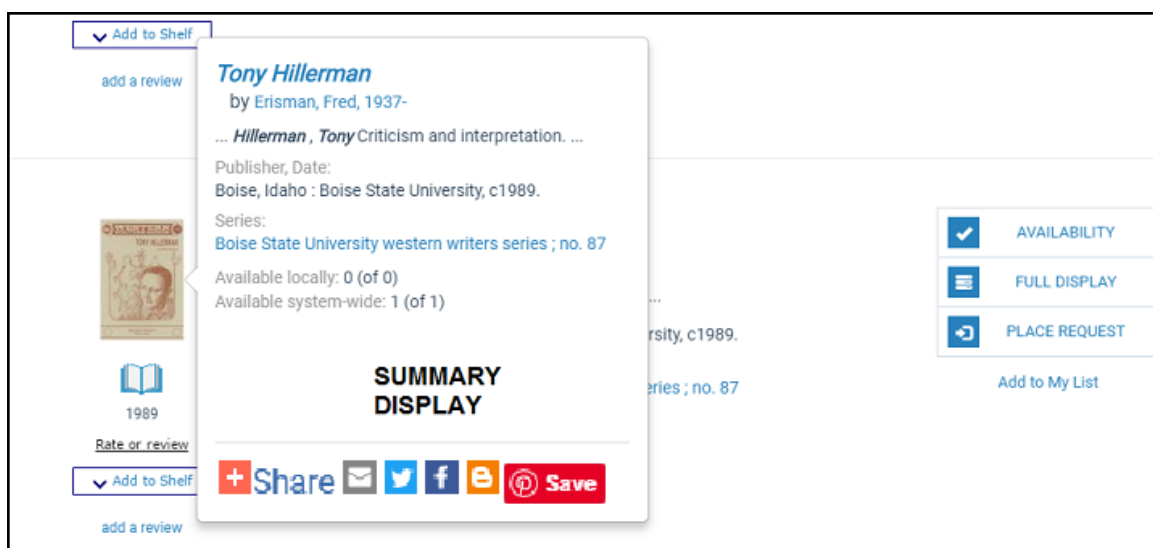 Add to Shelf
add a review
Tony Hillerman
by Erisman, Fred, 1937-
... Hillerman , Tony Criticism and interpretation. ...
Publisher, Date:
Boise, Idaho : Boise State University, c1989.
Series:
Boise State University western writers series ; no. 87
Available locally: 0 (of 0)
Available system-wide: 1 (of 1)
SUMMARY
DISPLAY
Share
Save
TONY HILLERMAN
1989
Rate or review
Add to Shelf
add a review
...
rsity, c1989.
eries ; no. 87
AVAILABILITY
FULL DISPLAY
PLACE REQUEST
Add to My List